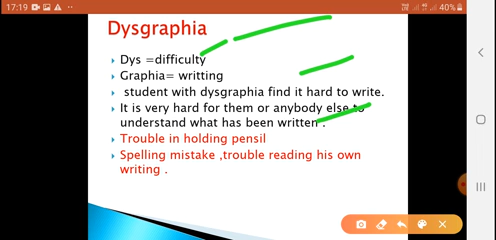 17:19
40%
Dysgraphia
Dys =difficulty
Graphia= writting
student with dysgraphia find it hard to write.
It is very hard for them or anybody else to
understand what has been written .
Trouble in holding pensil
Spelling mistake ,trouble reading his own
writing .